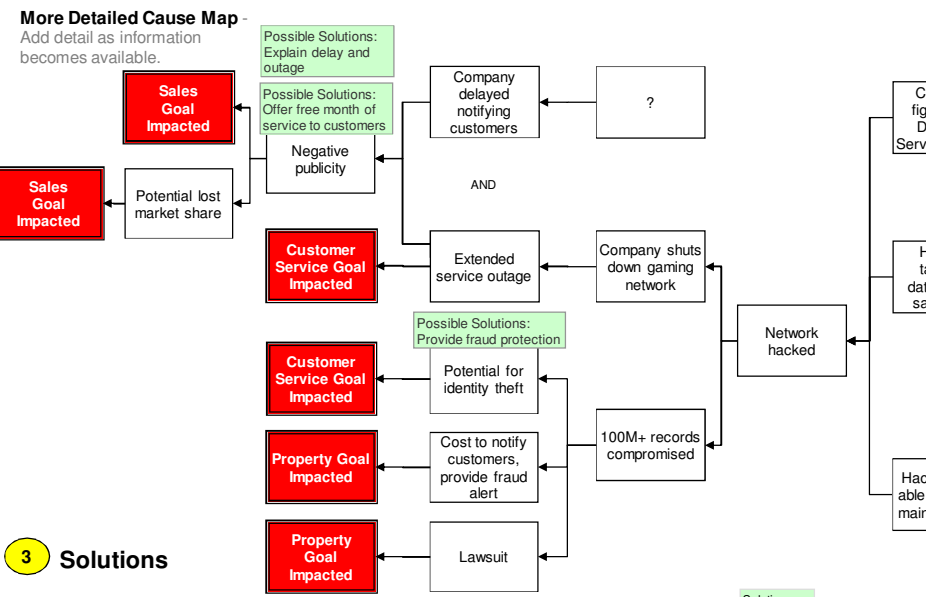 More Detailed Cause Map -
Add detail as information
becomes available.
Possible Solutions:
Explain delay and
outage
Possible Solutions:
Offer free month of
service to customers
Sales
Goal
Impacted
Negative
publicity
Company
delayed
notifying
customers
?
Sales
Goal
Impacted
Potential lost
market share
AND
Customer
Service Goal
Impacted
Extended
service outage
Company shuts
down gaming
network
Possible Solutions:
Provide fraud protection
Network
hacked
Customer
Service Goal
Impacted
Potential for
identity theft
Property Goal
Impacted
Cost to notify
customers,
provide fraud
alert
100M+ records
compromised
able
Property
Goal
Impacted
Lawsuit
3 Solutions